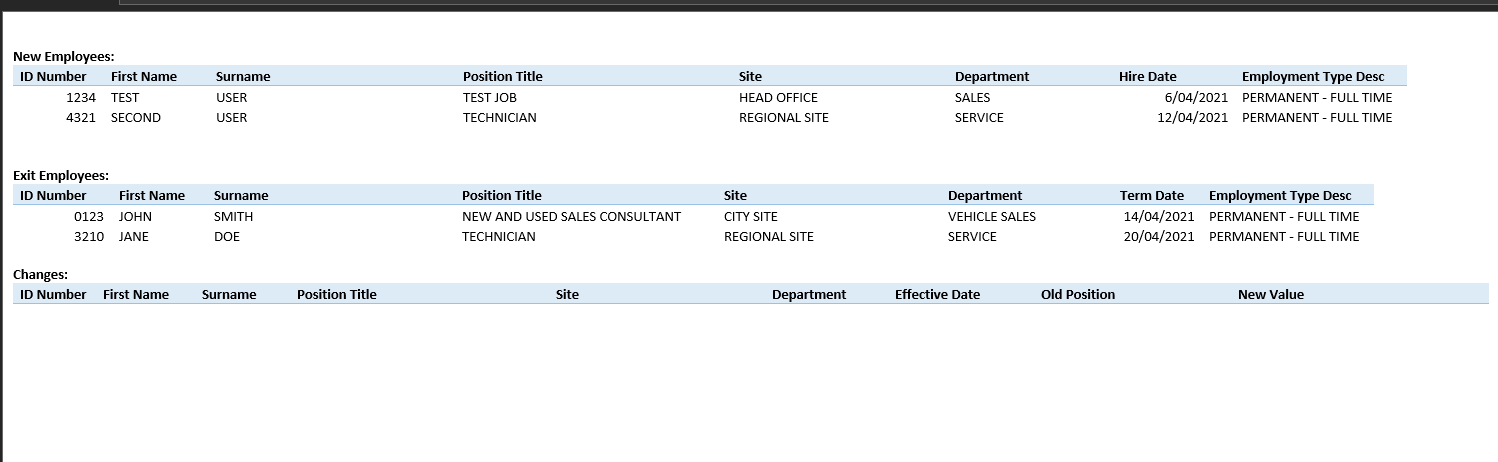 New Employees:
ID Number First Name Surname Position Title Site Department Hire Date Employment Type Desc
1234 TEST USER TEST JOB HEAD OFFICE SALES 6/04/2021 PERMANENT - FULL TIME
4321 SECOND USER TECHNICIAN REGIONAL SITE SERVICE 12/04/2021 PERMANENT - FULL TIME
Exit Employees:
ID Number First Name Surname Position Title Site Department Term Date Employment Type Desc
0123 JOHN SMITH NEW AND USED SALES CONSULTANT CITY SITE VEHICLE SALES 14/04/2021 PERMANENT - FULL TIME
3210 JANE DOE TECHNICIAN REGIONAL SITE SERVICE 20/04/2021 PERMANENT - FULL TIME
Changes:
ID Number First Name Surname Position Title Site Department Effective Date Old Position New Value